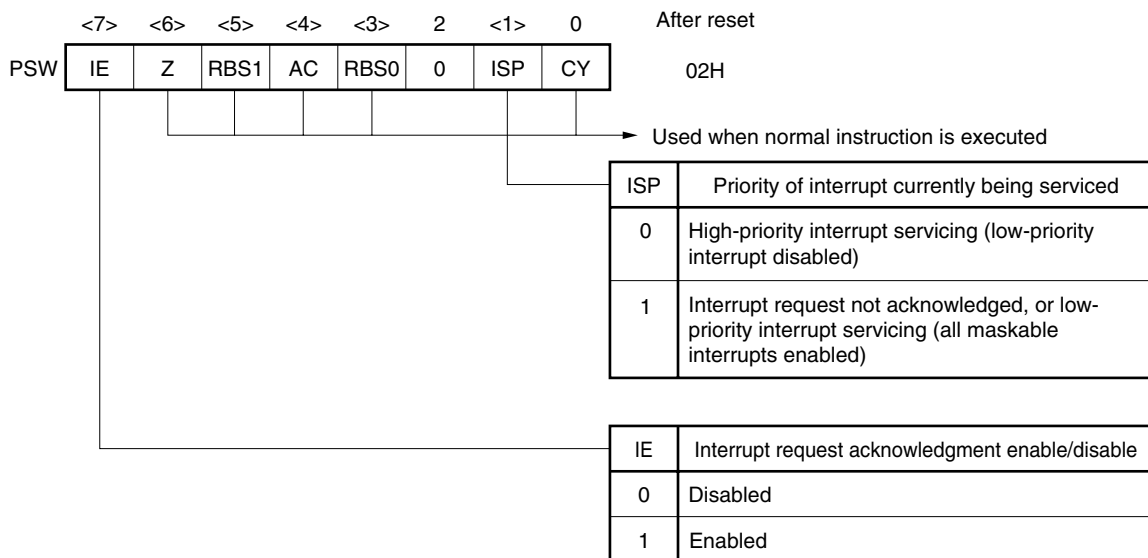 <7> <6> <5> <4> <3> 2 <1> 0 After reset
PSW IE Z RBS1 AC RBS0 0 ISP CY 02H
Used when normal instruction is executed
ISP Priority of interrupt currently being serviced
0 High-priority interrupt servicing (low-priority
interrupt disabled)
1 Interrupt request not acknowledged, or low-
priority interrupt servicing (all maskable
interrupts enabled)
IE Interrupt request acknowledgment enable/disable
0 Disabled
1 Enabled